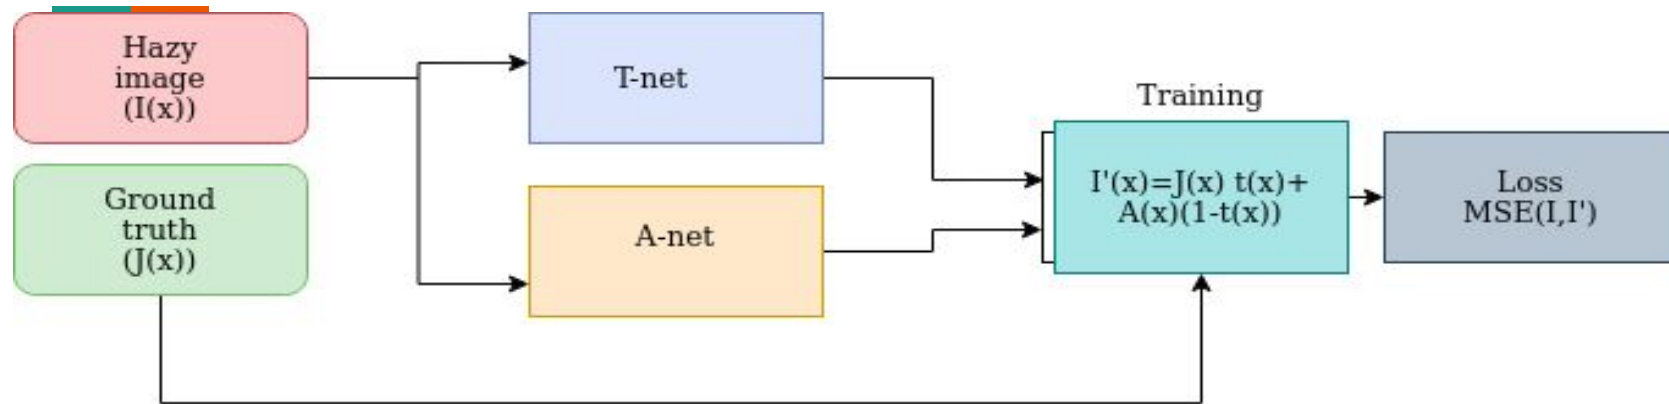 Hazy
image
(I(x))
Ground
truth
(J(x))
T-net
A-net
Training
I'(x)=J(x) t(x)+
A(x)(1-t(x))
Loss
MSE(I,I')